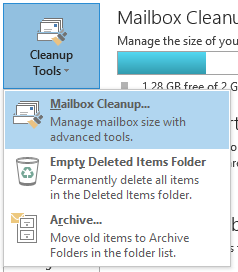 Mailbox Cleanup
Manage the size of your
1.28 GB free of 2
Cleanup
Tools
Mailbox Cleanup...
Manage mailbox size with
advanced tools.
Empty Deleted Items Folder
Permanently delete all items
in the Deleted Items folder.
Archive...
Move old items to Archive
Folders in the folder list.